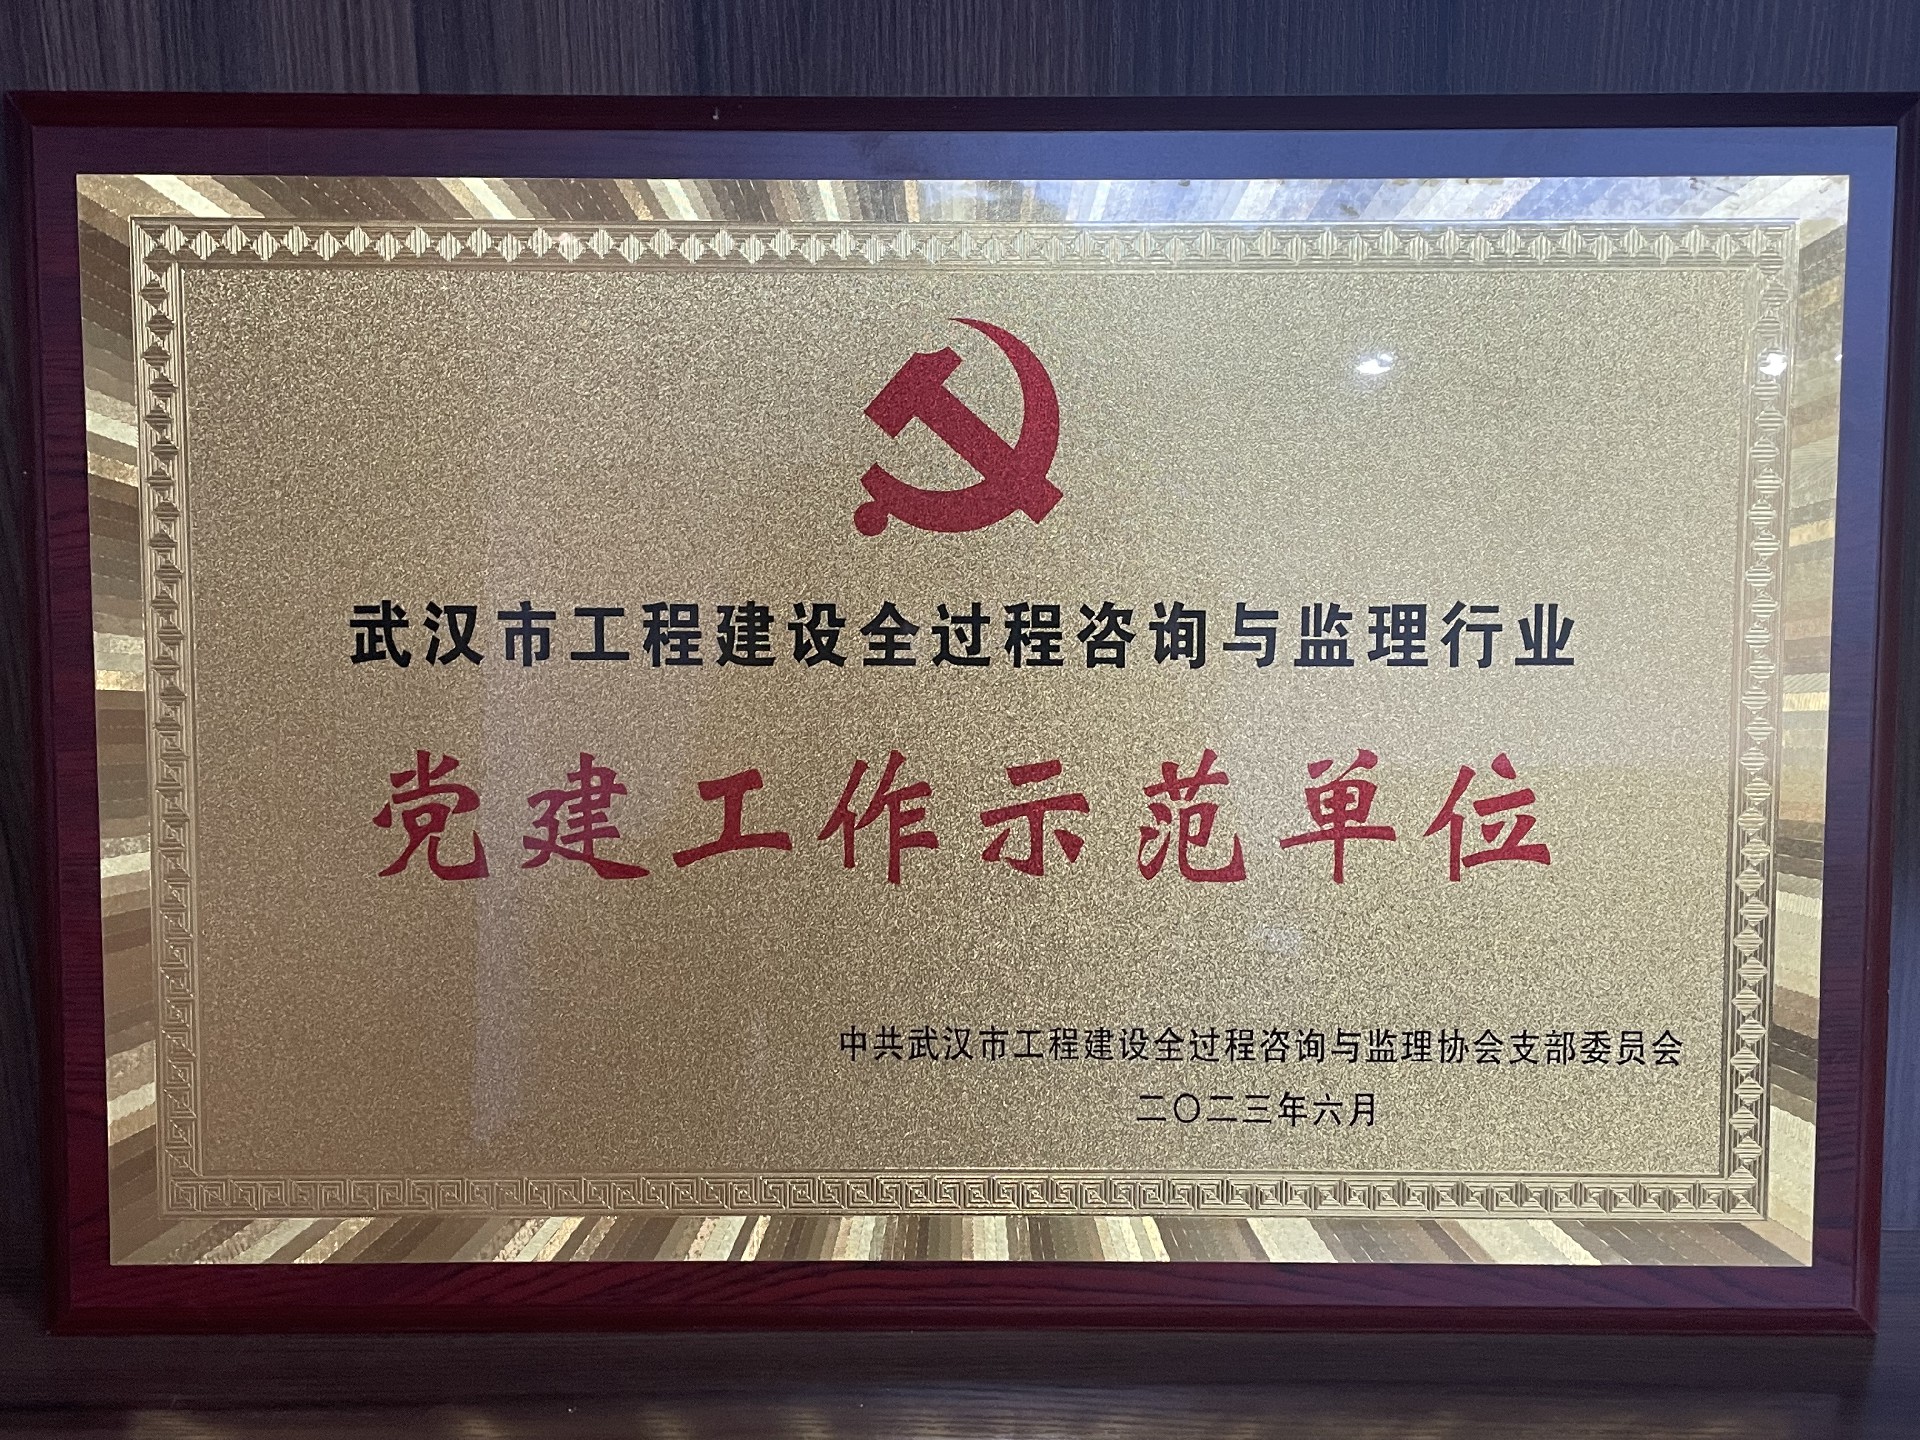 武汉市工程建设全过程咨询与监理行业
党建工作示范单位
中共武汉市工程建设全过程咨询与监理协会支部委员会
二〇二三年六月